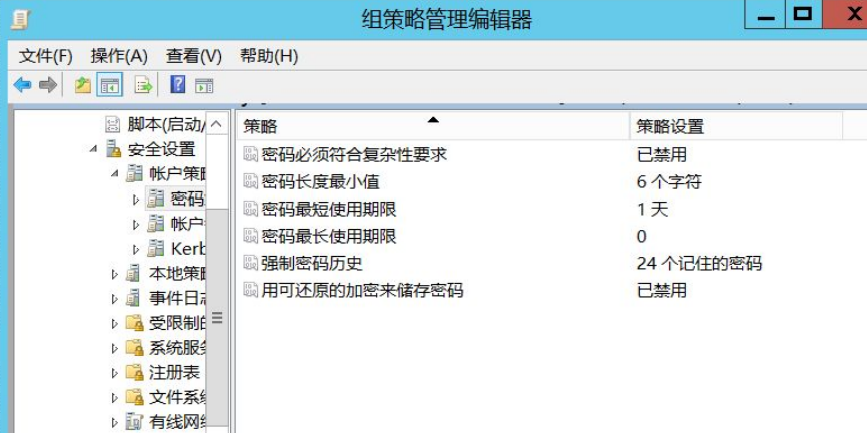 组策略管理编辑器
文件(F) 操作(A) 查看(V) 帮助(H)
脚本(启动/
安全设置
帐户策略
密码
帐户
Kerb
本地策略
事件日志
受限制的
系统服务
注册表
文件系统
有线网络
策略 策略设置
密码必须符合复杂性要求 已禁用
密码长度最小值 6 个字符
密码最短使用期限 1 天
密码最长使用期限 0
强制密码历史 24 个记住的密码
用可还原的加密来储存密码 已禁用